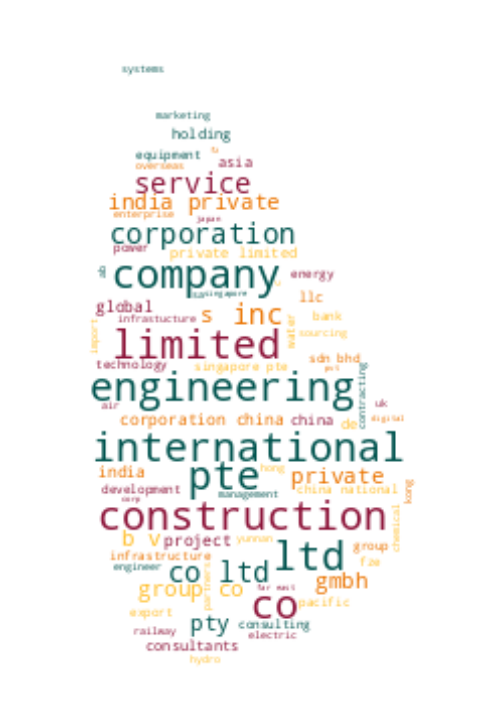 systems
marketing
holding
equipment
overseas
asia
service
india private
enterprise
japan
corporation
power
private limited
company
energy
singapore
llc
global
s inc
infrastucture
bank
import
water
sourcing
limited
sdn bhd
technology
singapore pte
engineering
contracting
air
uk
corporation china
china
de
digital
international
india
pte
hong
private
development
management
china national
kong
corp
construction
chemical
b v
project
yunnan
ltd
group
infrastructure
fze
engineer
co ltd
partners
gmbh
group co
far east
co
pacific
export
pty
consulting
railway
electric
consultants
hydro